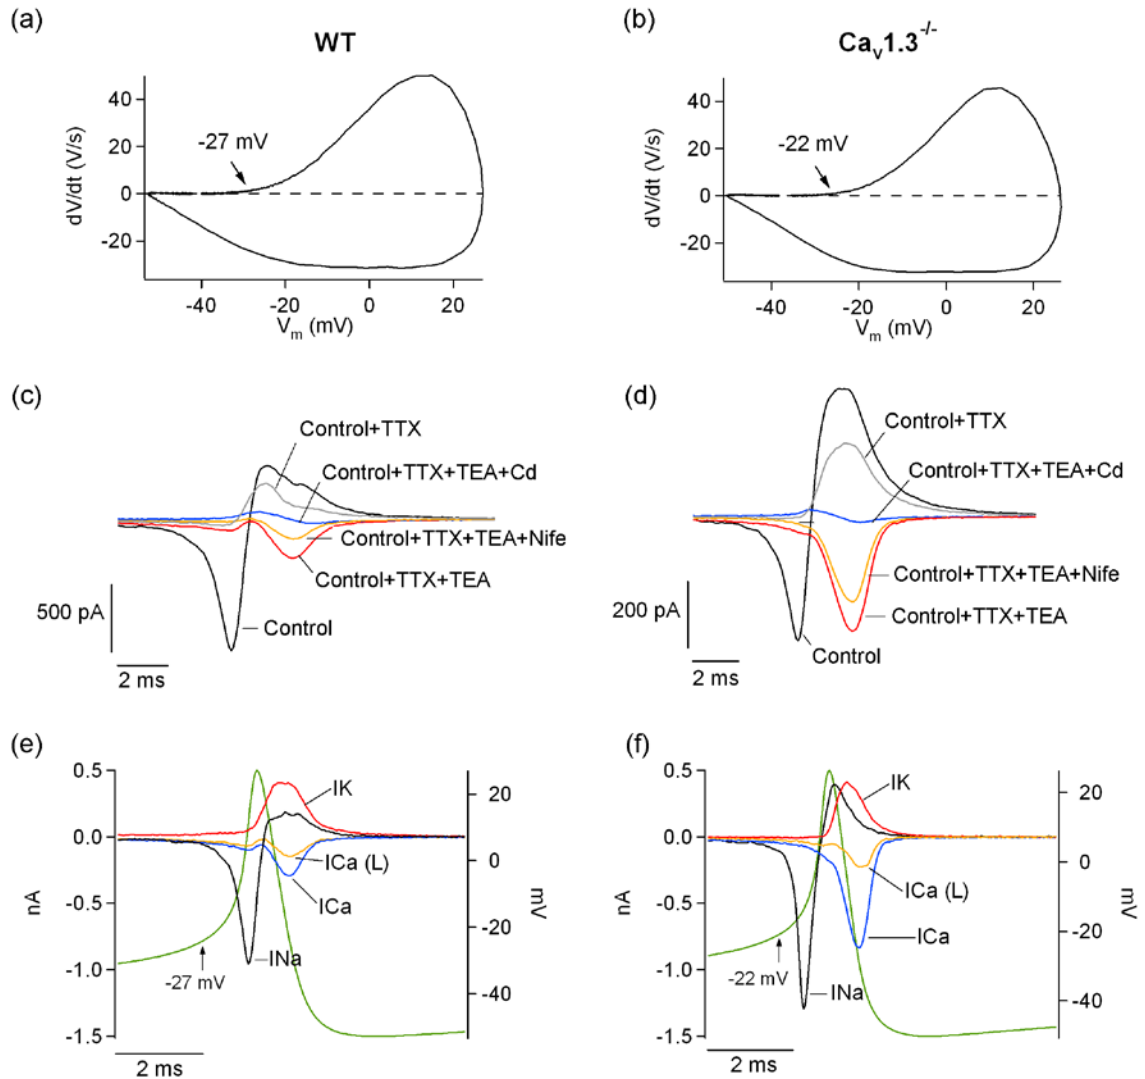 (a)
WT
40
20
0
-20
dV/dt (V/s)
-27 mV
-40
-20
0
20
Vm (mV)
(b)
CaV1.3-/-
40
20
0
-20
dV/dt (V/s)
-22 mV
-40
-20
0
20
Vm (mV)
(c)
Control+TTX
Control+TTX+TEA+Cd
Control+TTX+TEA+Nife
Control+TTX+TEA
Control
500 pA
2 ms
(d)
Control+TTX
Control+TTX+TEA+Cd
Control+TTX+TEA+Nife
Control+TTX+TEA
Control
200 pA
2 ms
(e)
0.5
0.0
-0.5
-1.0
-1.5
nA
IK
ICa (L)
ICa
INa
-27 mV
20
0
-20
-40
mV
2 ms
(f)
0.5
0.0
-0.5
-1.0
-1.5
nA
IK
ICa (L)
ICa
INa
-22 mV
20
0
-20
-40
mV
2 ms